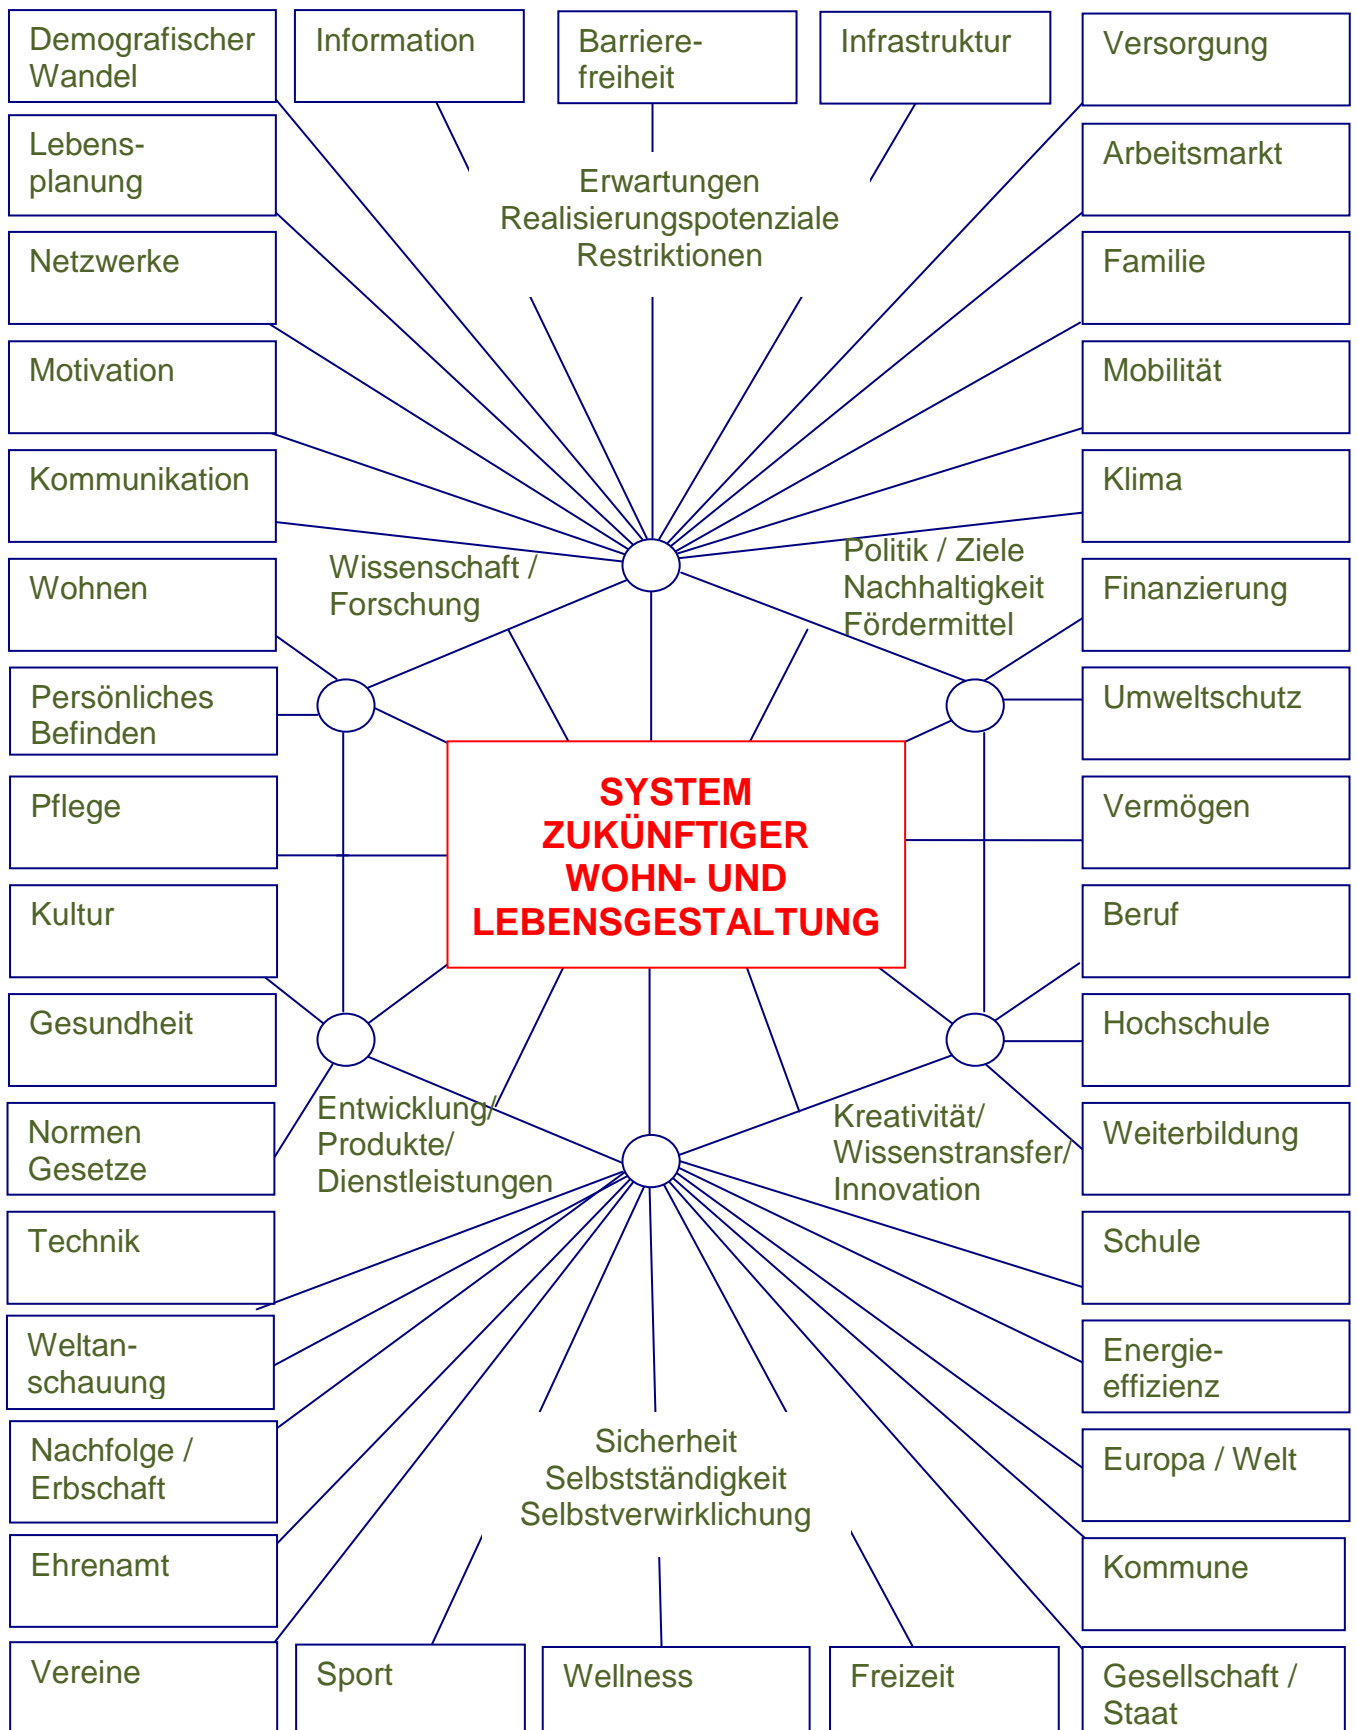 Demografischer
Wandel
Information
Barriere-
freiheit
Infrastruktur
Versorgung
Lebens-
planung
Arbeitsmarkt
Erwartungen
Realisierungspotenziale
Restriktionen
Netzwerke
Familie
Motivation
Mobilität
Kommunikation
Klima
Wissenschaft /
Forschung
Politik / Ziele
Nachhaltigkeit
Fördermittel
Wohnen
Finanzierung
Persönliches
Befinden
Umweltschutz
SYSTEM
ZUKÜNFTIGER
WOHN- UND
LEBENSGESTALTUNG
Pflege
Vermögen
Kultur
Beruf
Gesundheit
Hochschule
Entwicklung/
Produkte/
Dienstleistungen
Kreativität/
Wissenstransfer/
Innovation
Normen
Gesetze
Weiterbildung
Technik
Schule
Weltan-
schauung
Energie-
effizienz
Sicherheit
Selbstständigkeit
Selbstverwirklichung
Nachfolge /
Erbschaft
Europa / Welt
Ehrenamt
Kommune
Vereine
Sport
Wellness
Freizeit
Gesellschaft /
Staat